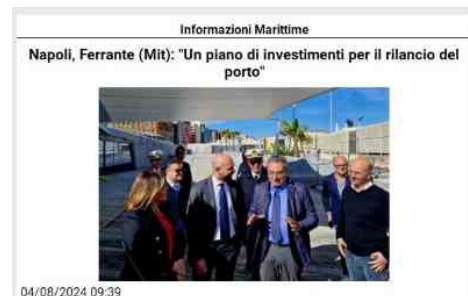 Informazioni Marittime
Napoli, Ferrante (Mit): "Un piano di investimenti per il rilancio del
porto"
04/08/2024 09:39